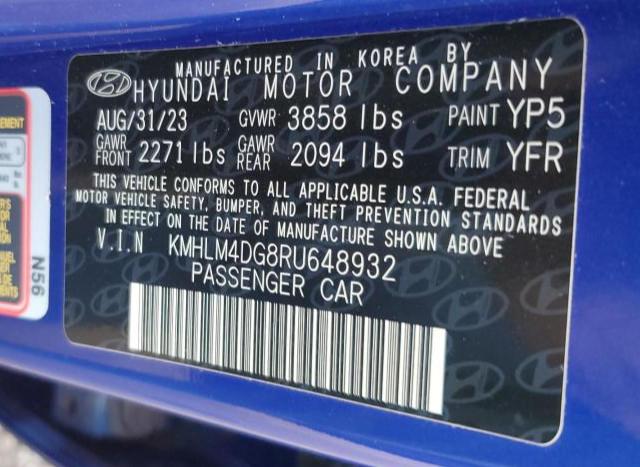 MANUFACTURED IN KOREA BY
HYUNDAI MOTOR COMPANY
AUG/31/23 GVWR 3858 lbs PAINT YP5
GAWR FRONT 2271 lbs GAWR REAR 2094 lbs TRIM YFR
THIS VEHICLE CONFORMS TO ALL APPLICABLE U.S.A. FEDERAL
MOTOR VEHICLE SAFETY, BUMPER, AND THEFT PREVENTION STANDARDS
IN EFFECT ON THE DATE OF MANUFACTURE SHOWN ABOVE
V.I.N KMHLM4DG8RU648932
PASSENGER CAR
N56